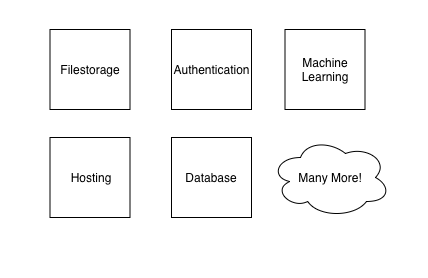 Filestorage
Authentication
Machine
Learning
Hosting
Database
Many More!